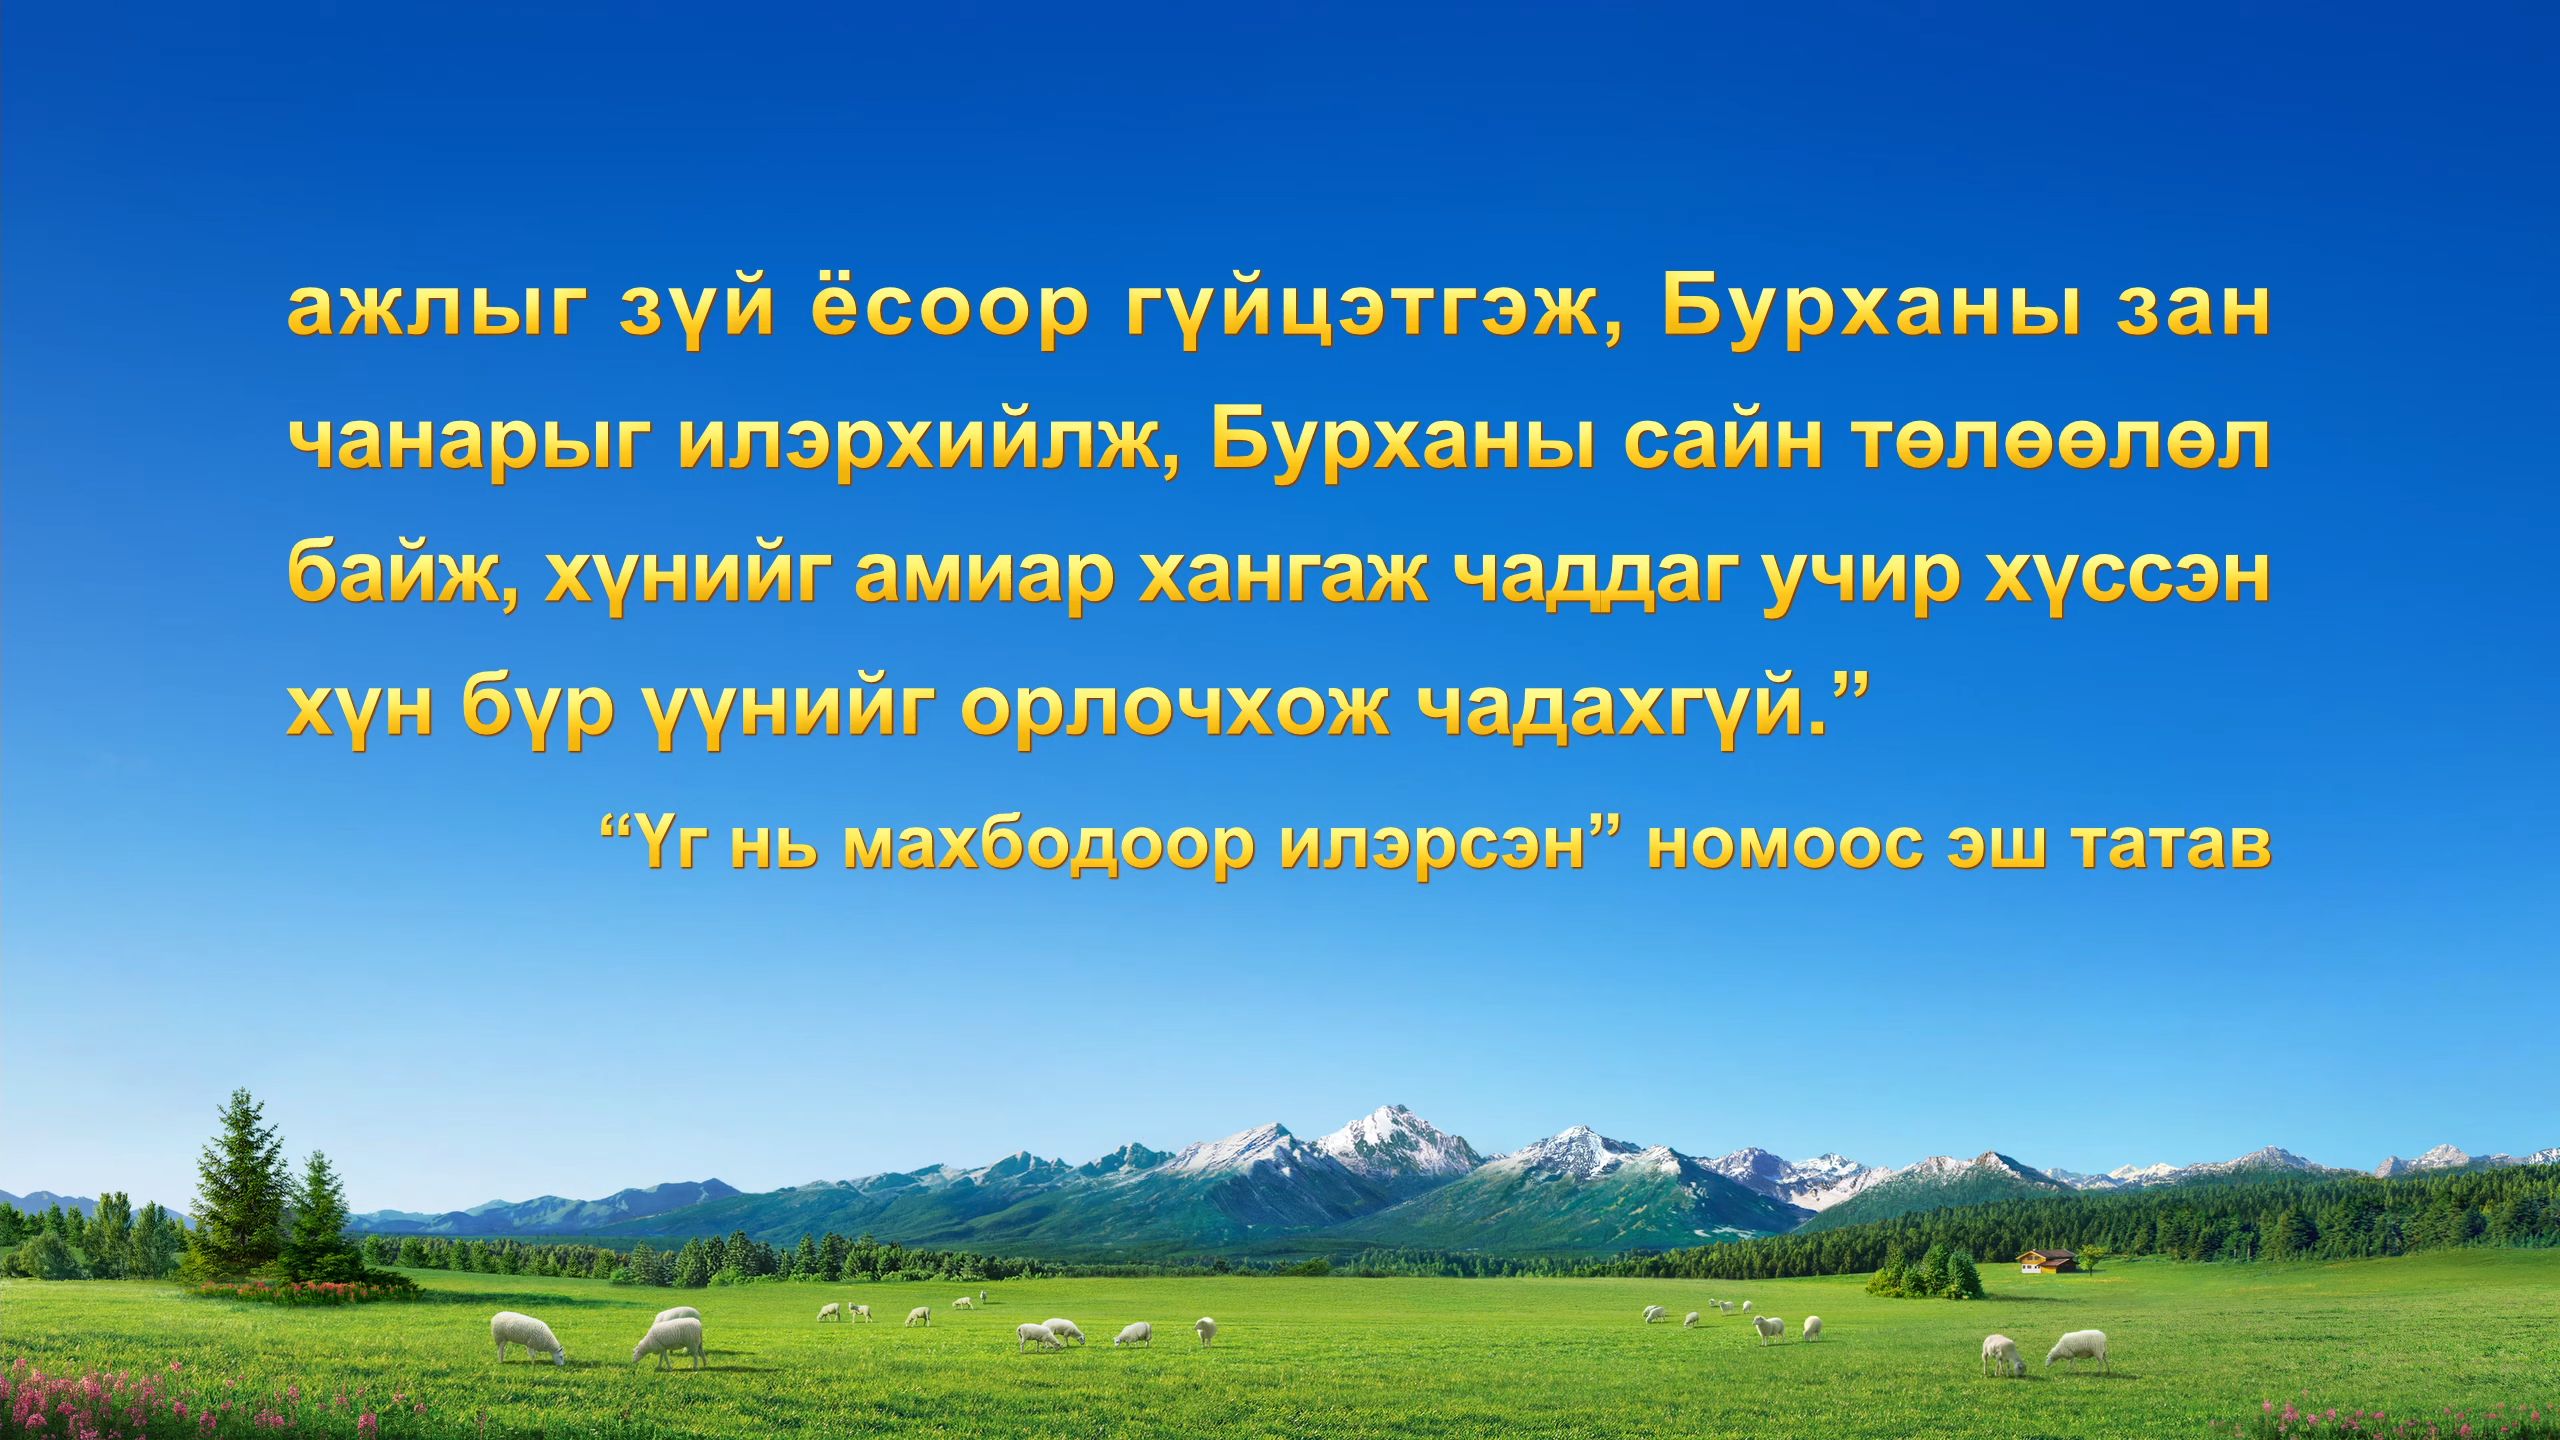 ажлыг зүй ёсоор гүйцэтгэж, Бурханы зан
чанарыг илэрхийлж, Бурханы сайн төлөөлөл
байж, хүнийг амиар хангаж чаддаг учир хүссэн
хүн бүр үүнийг орлочхож чадахгүй.”
“Үг нь махбодоор илэрсэн” номоос эш татав